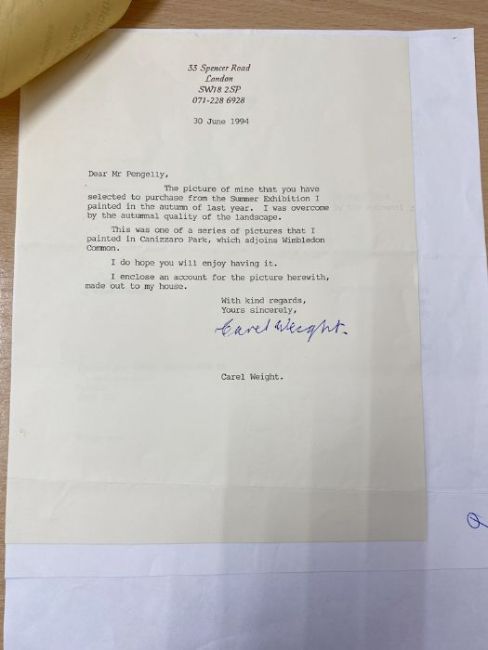 33 Spencer Road
London
SW18 2SP
071-228 6928
30 June 1994
Dear Mr Pengelly,
The picture of mine that you have
selected to purchase from the Summer Exhibition I
painted in the autumn of last year. I was overcome
by the autumnal quality of the landscape.
This was one of a series of pictures that I
painted in Canizzaro Park, which adjoins Wimbledon
Common.
I do hope you will enjoy having it.
I enclose an account for the picture herewith,
made out to my house.
With kind regards,
Yours sincerely,
Carel Weight.
Carel Weight.